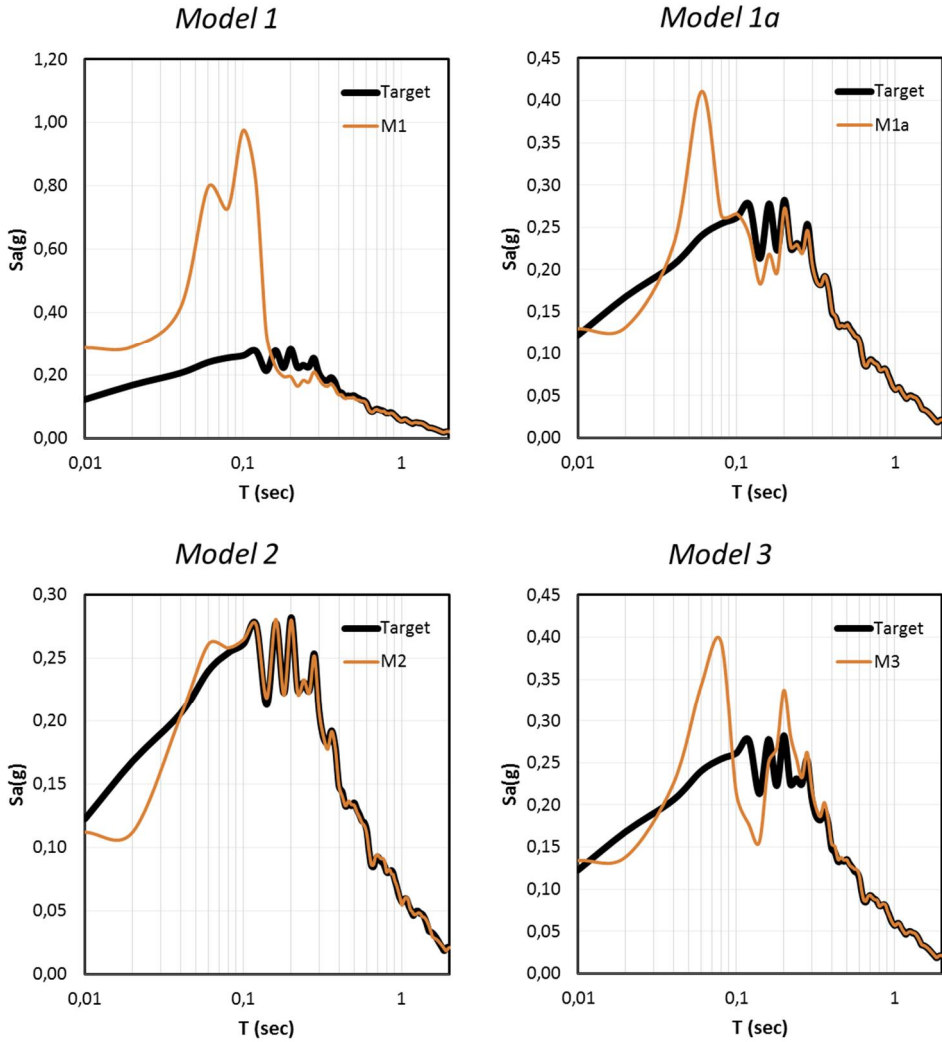 Model 1
1,20
1,00
0,80
0,60
0,40
0,20
0,00
Sa(g)
Target
M1
0,01
0,1
1
T (sec)
Model 1a
0,45
0,40
0,35
0,30
0,25
0,20
0,15
0,10
0,05
0,00
Sa(g)
Target
M1a
0,01
0,1
1
T (sec)
Model 2
0,30
0,25
0,20
0,15
0,10
0,05
0,00
Sa(g)
Target
M2
0,01
0,1
1
T (sec)
Model 3
0,45
0,40
0,35
0,30
0,25
0,20
0,15
0,10
0,05
0,00
Sa(g)
Target
M3
0,01
0,1
1
T (sec)